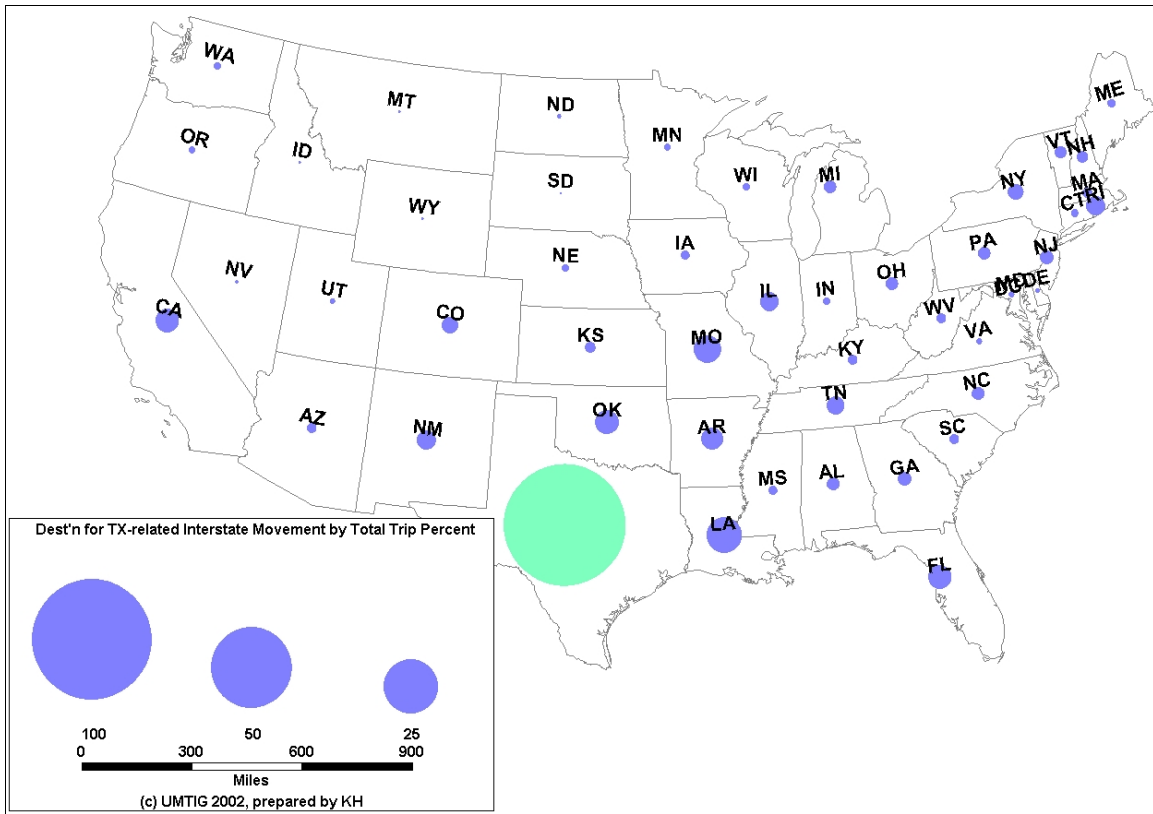 WA
MT
ND
MN
ME
OR
ID
SD
WI
MI
VT
NH
NY
MA
CT
RI
WY
NV
UT
NE
IA
PA
NJ
CA
CO
IL
IN
OH
MD
DC
DE
WV
VA
KS
MO
KY
AZ
NM
OK
AR
TN
NC
SC
MS
AL
GA
LA
FL
Dest'n for TX-related Interstate Movement by Total Trip Percent
100 50 25
0 300 600 900
Miles
(c) UMTIG 2002, prepared by KH